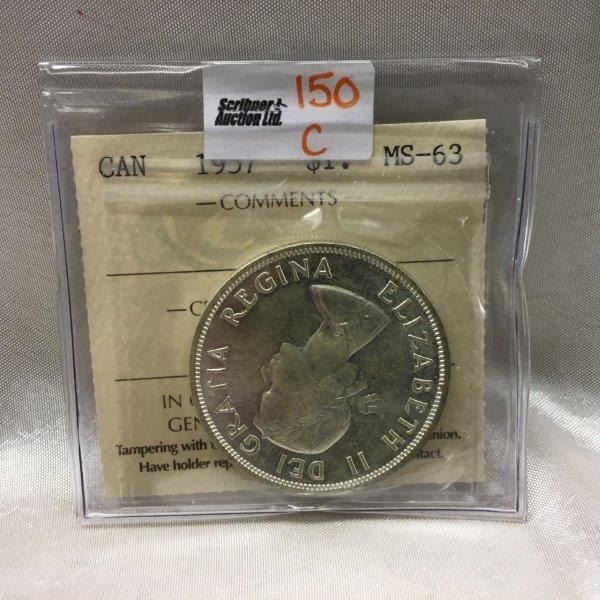 Scribner
Auction Ltd.
150
C
CAN 1957 $1. MS-63
—COMMENTS—
ELIZABETH II DEI GRATIA REGINA
IN
GEN
Tampering with
Have holder